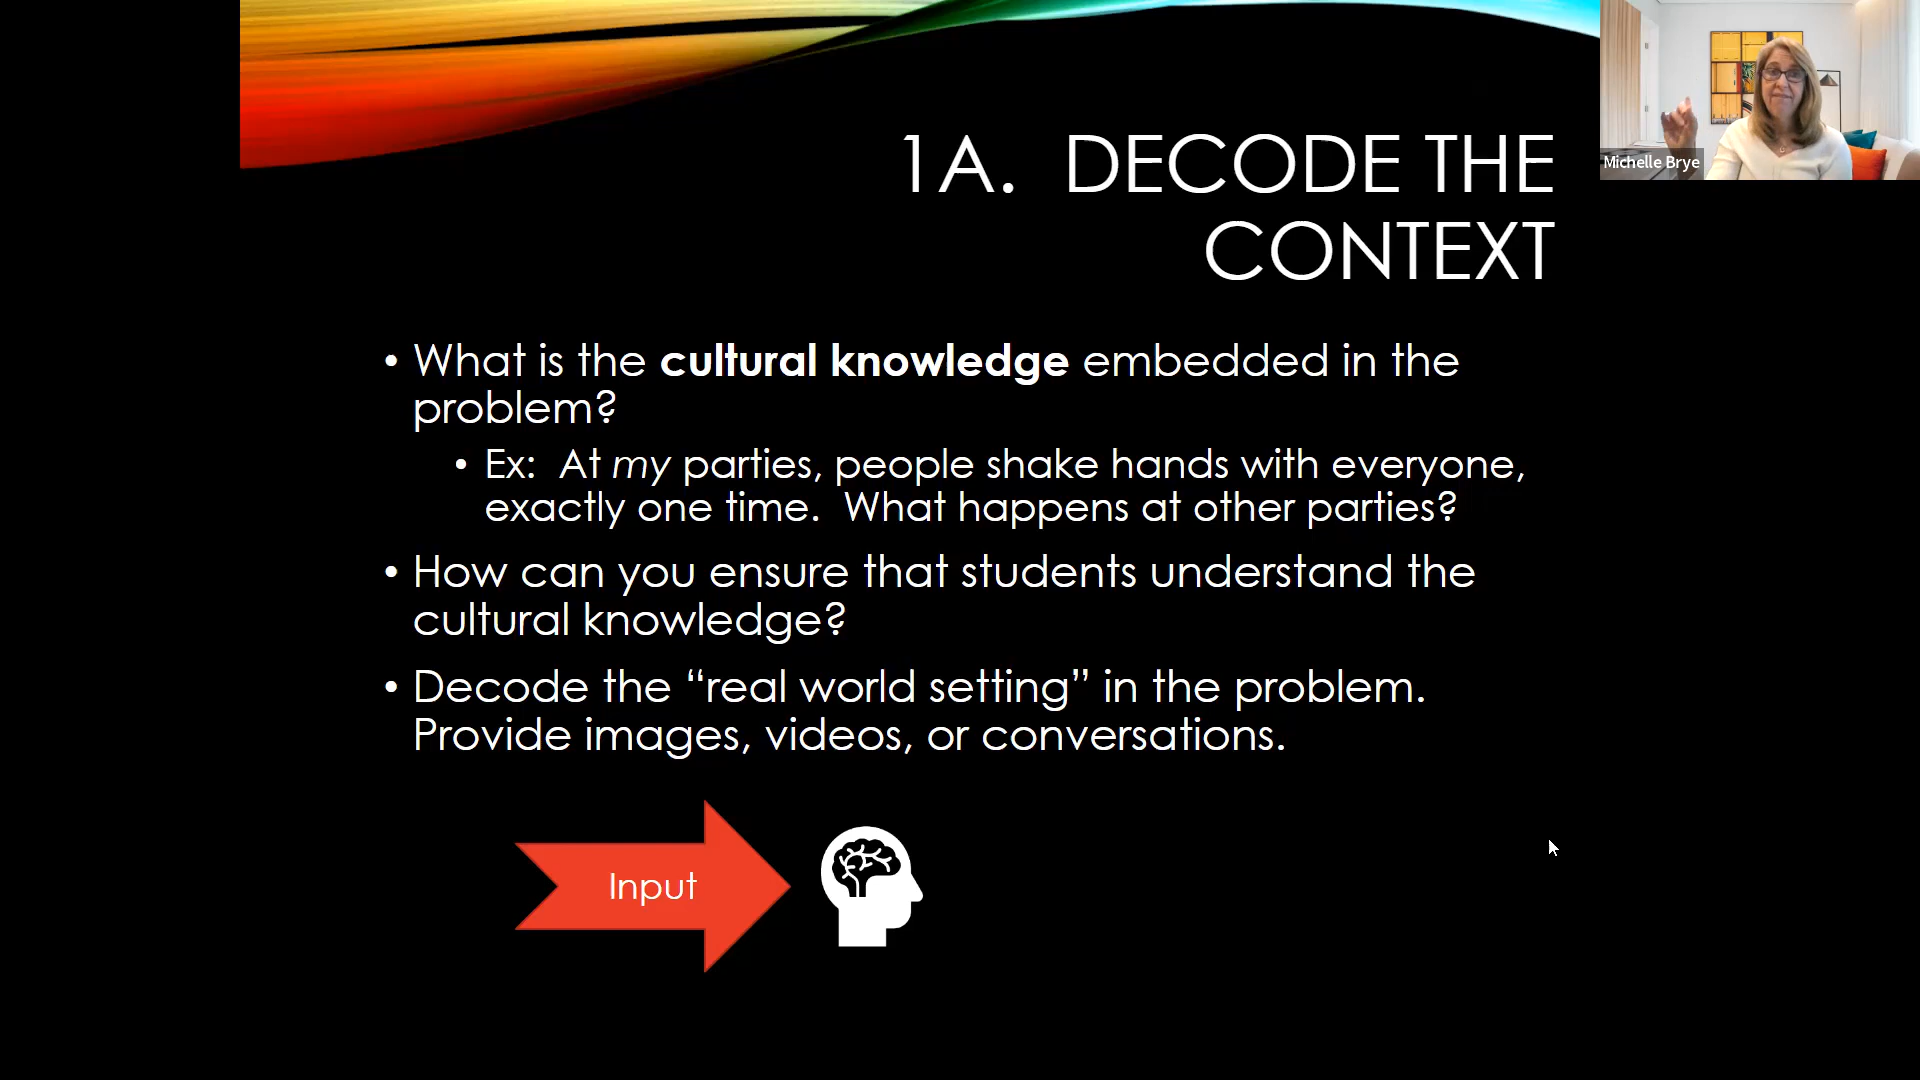 1A.  DECODE THE
CONTEXT
Michelle Brye
• What is the cultural knowledge embedded in the
problem?
• Ex:  At my parties, people shake hands with everyone,
exactly one time.  What happens at other parties?
• How can you ensure that students understand the
cultural knowledge?
• Decode the “real world setting” in the problem.
Provide images, videos, or conversations.
Input